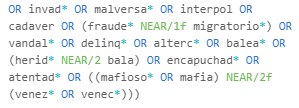 OR invad* OR malversa* OR interpol OR
cadaver OR (fraude* NEAR/1f migratorio*) OR
vandal* OR delinq* OR alterc* OR balea* OR
(herid* NEAR/2 bala) OR encapuchad* OR
atentad* OR ((mafioso* OR mafia) NEAR/2f
(venez* OR venec*)))